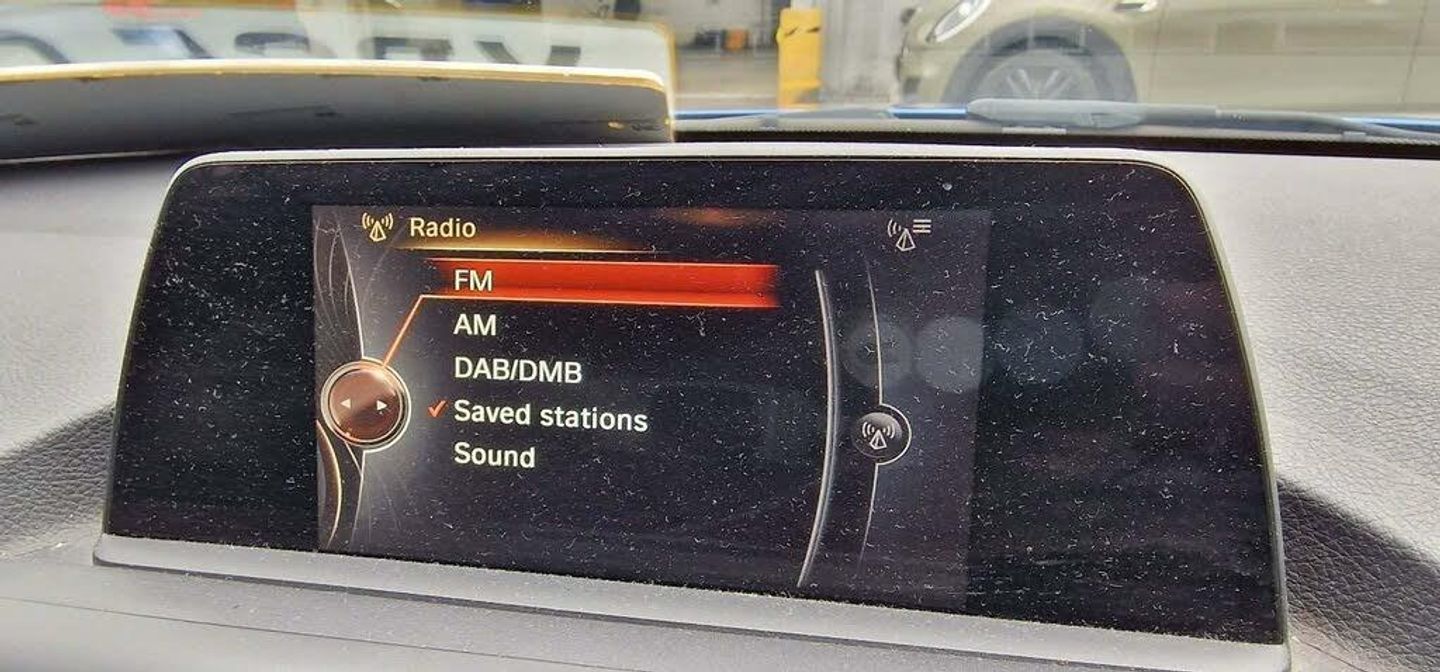 Radio
FM
AM
DAB/DMB
Saved stations
Sound